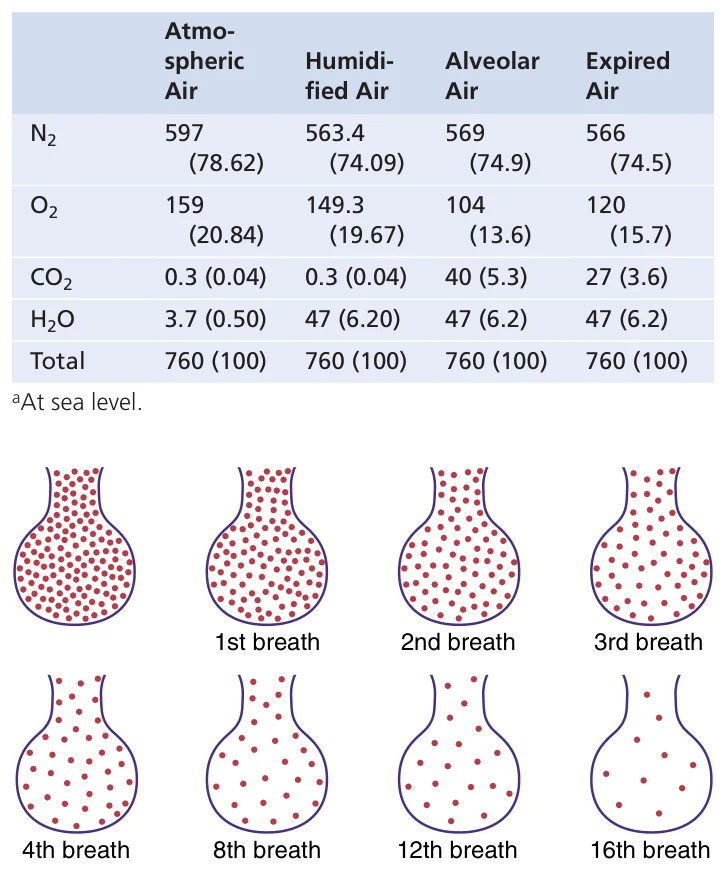 Atmo-
spheric Humidi- Alveolar Expired
Air fied Air Air Air
N₂ 597 563.4 569 566
(78.62) (74.09) (74.9) (74.5)
O₂ 159 149.3 104 120
(20.84) (19.67) (13.6) (15.7)
CO₂ 0.3 (0.04) 0.3 (0.04) 40 (5.3) 27 (3.6)
H₂O 3.7 (0.50) 47 (6.20) 47 (6.2) 47 (6.2)
Total 760 (100) 760 (100) 760 (100) 760 (100)
ᵃAt sea level.
1st breath 2nd breath 3rd breath
4th breath 8th breath 12th breath 16th breath